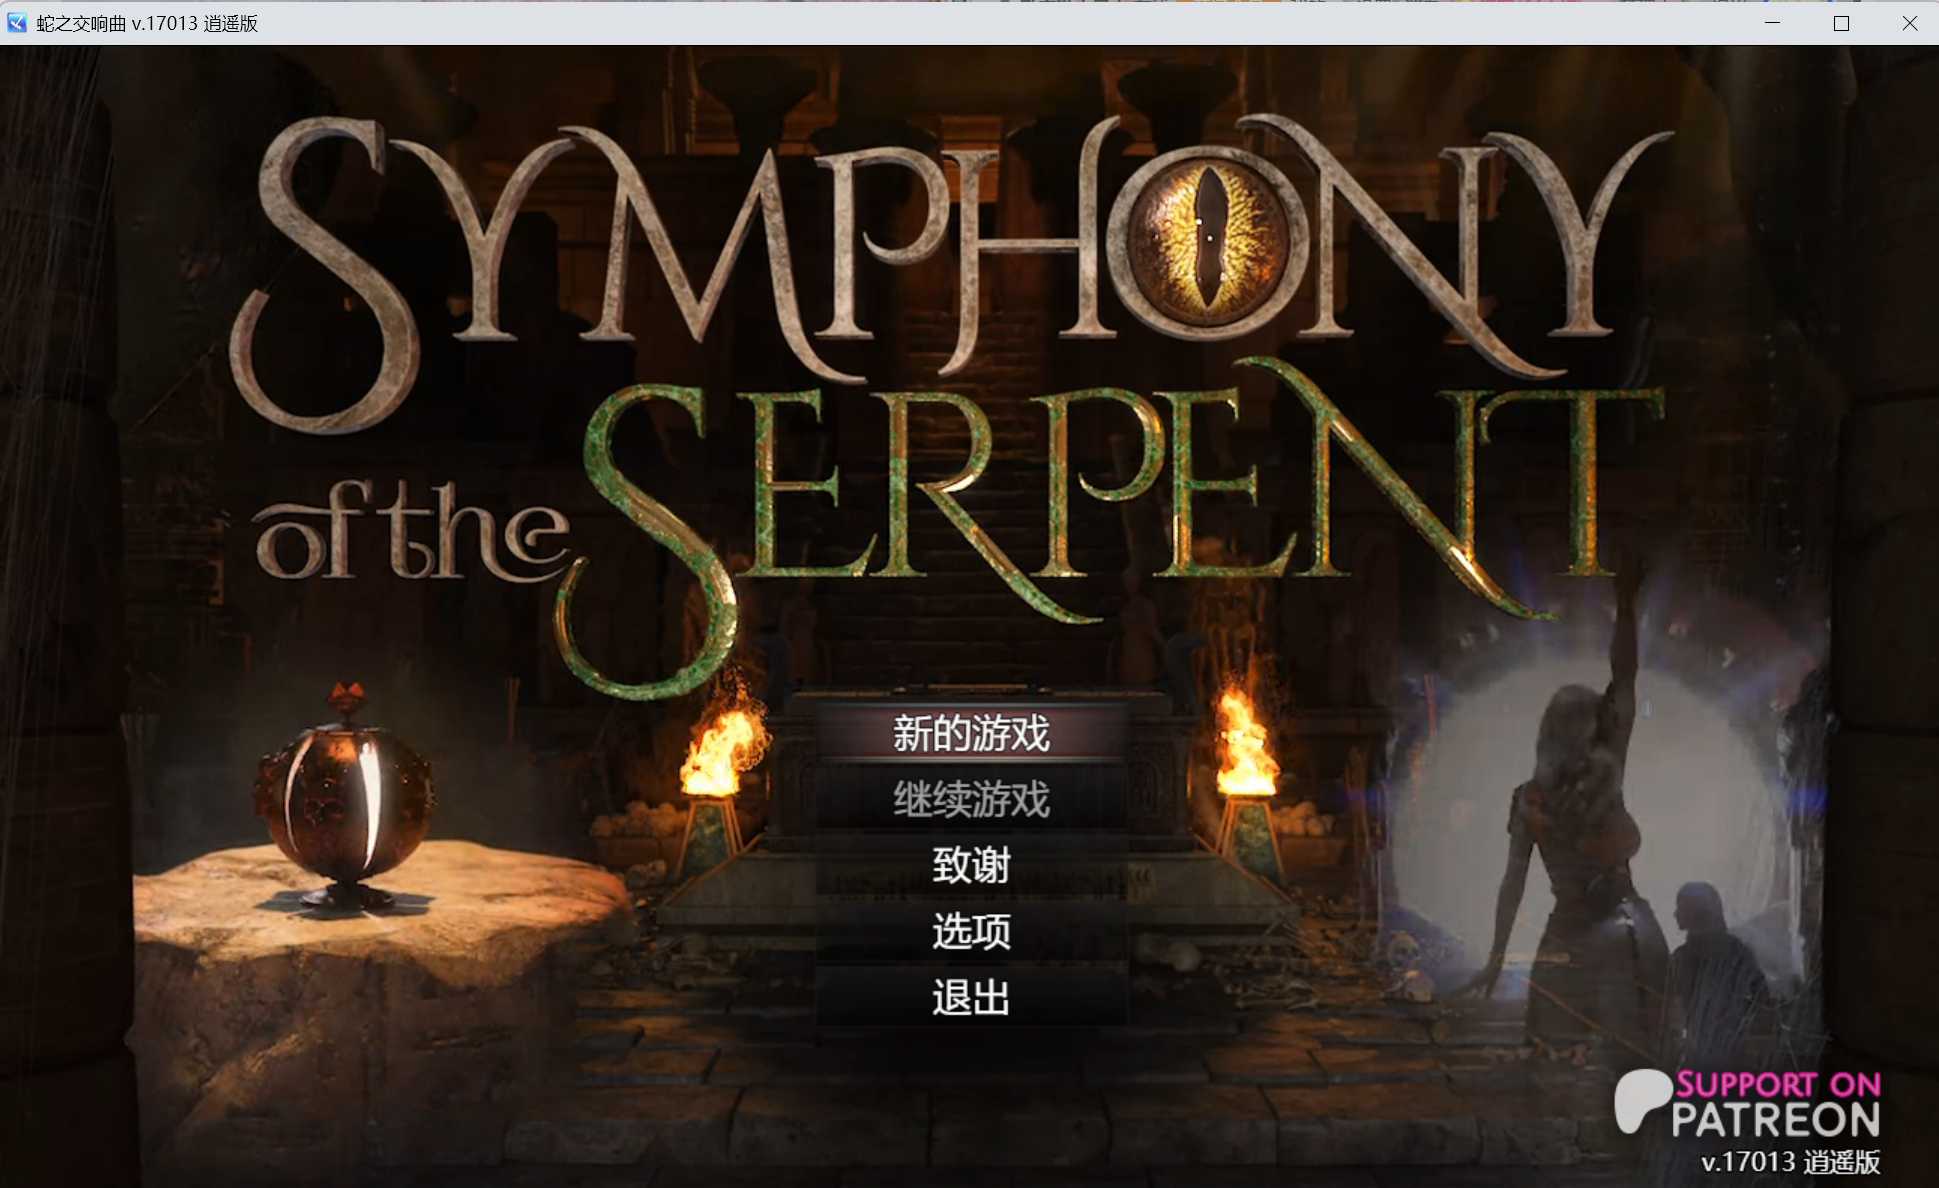 蛇之交响曲 v.17013 逍遥版
SYMPHONY
of the SERPENT
新的游戏
继续游戏
致谢
选项
退出
SUPPORT ON
PATREON
v.17013 逍遥版